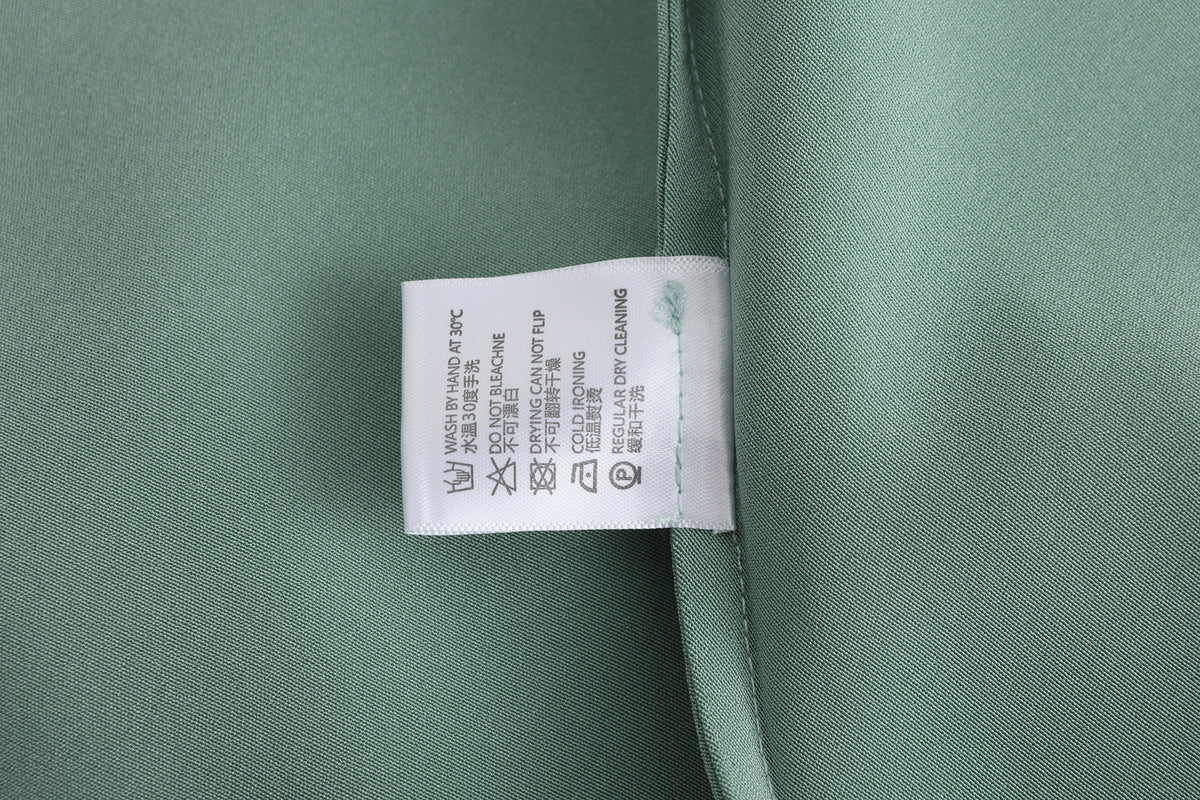 WASH BY HAND AT 30℃
水温30度手洗
DO NOT BLEACHNE
不可漂白
DRYING CAN NOT FLIP
不可翻转干燥
COLD IRONING
低温熨烫
P
REGULAR DRY CLEANING
缓和干洗